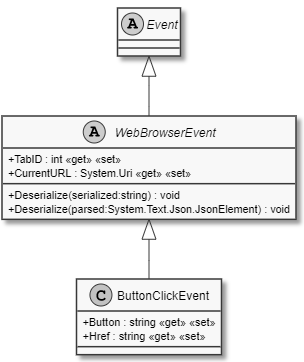 A Event
A WebBrowserEvent
+TabID : int «get» «set»
+CurrentURL : System.Uri «get» «set»
+Deserialize(serialized:string) : void
+Deserialize(parsed:System.Text.Json.JsonElement) : void
C ButtonClickEvent
+Button : string «get» «set»
+Href : string «get» «set»